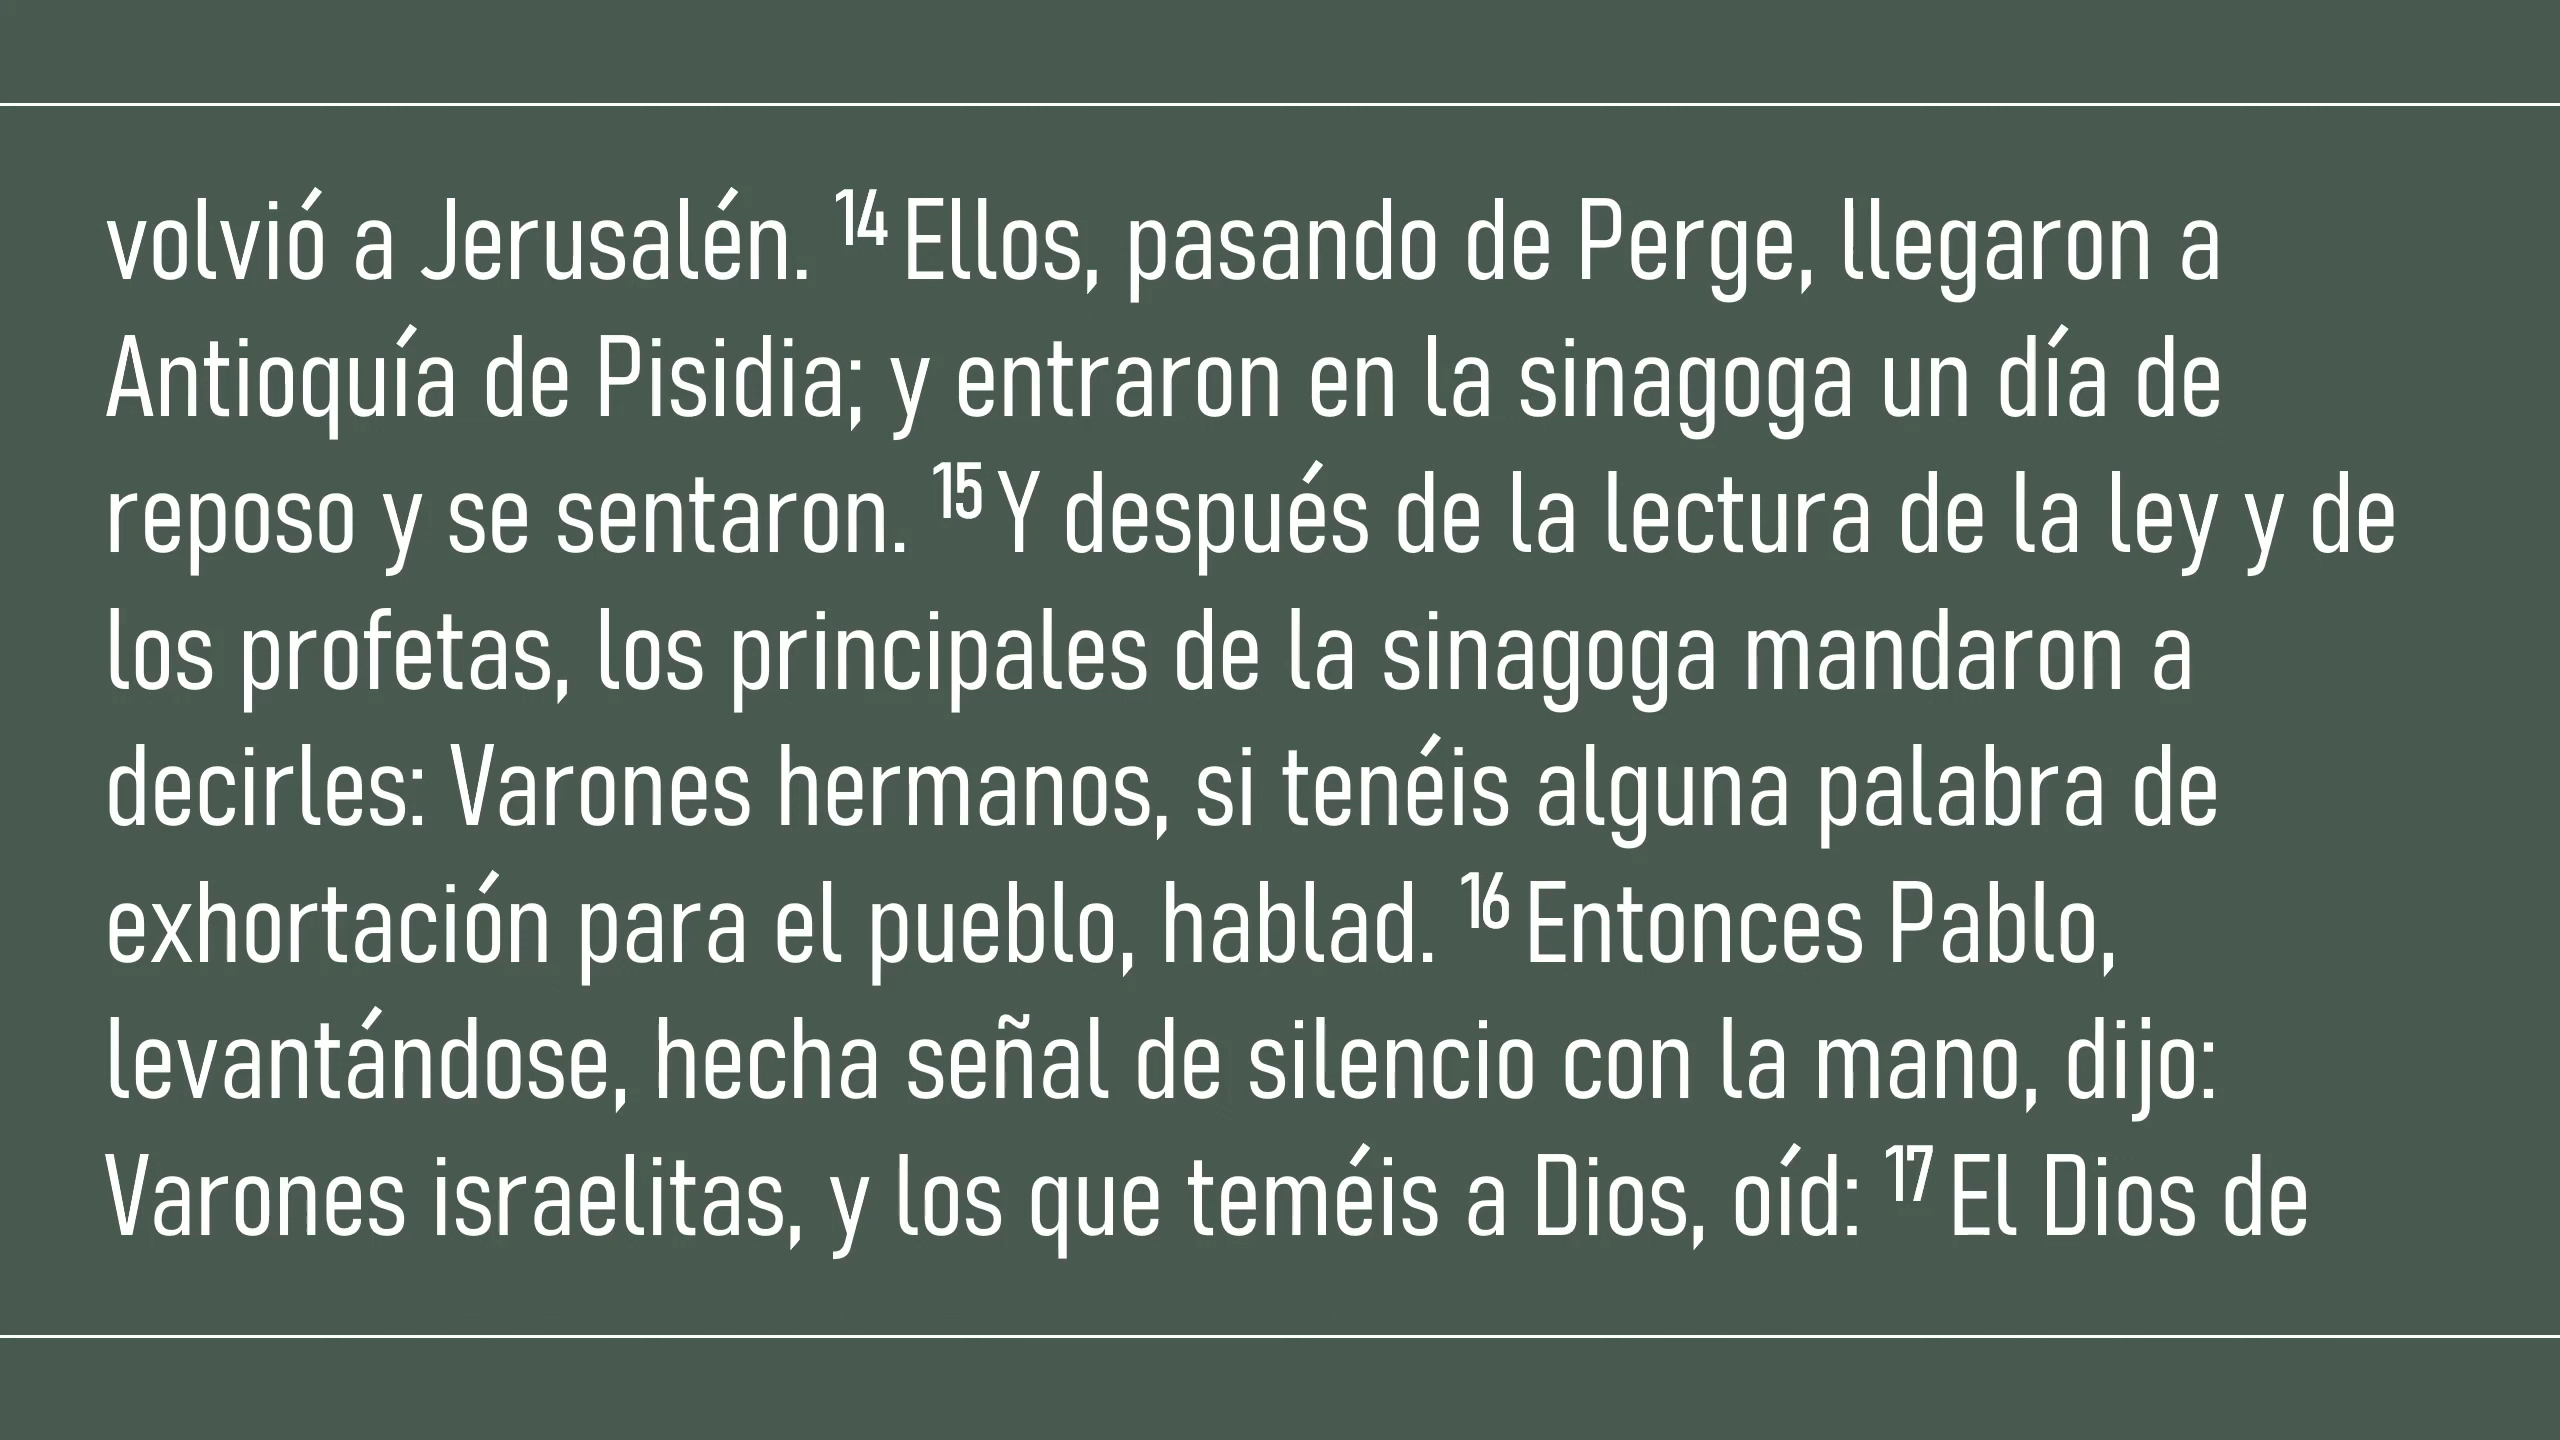 volvió a Jerusalén. 14 Ellos, pasando de Perge, llegaron a
Antioquía de Pisidia; y entraron en la sinagoga un día de
reposo y se sentaron. 15 Y después de la lectura de la ley y de
los profetas, los principales de la sinagoga mandaron a
decirles: Varones hermanos, si tenéis alguna palabra de
exhortación para el pueblo, hablad. 16 Entonces Pablo,
levantándose, hecha señal de silencio con la mano, dijo:
Varones israelitas, y los que teméis a Dios, oíd: 17 El Dios de